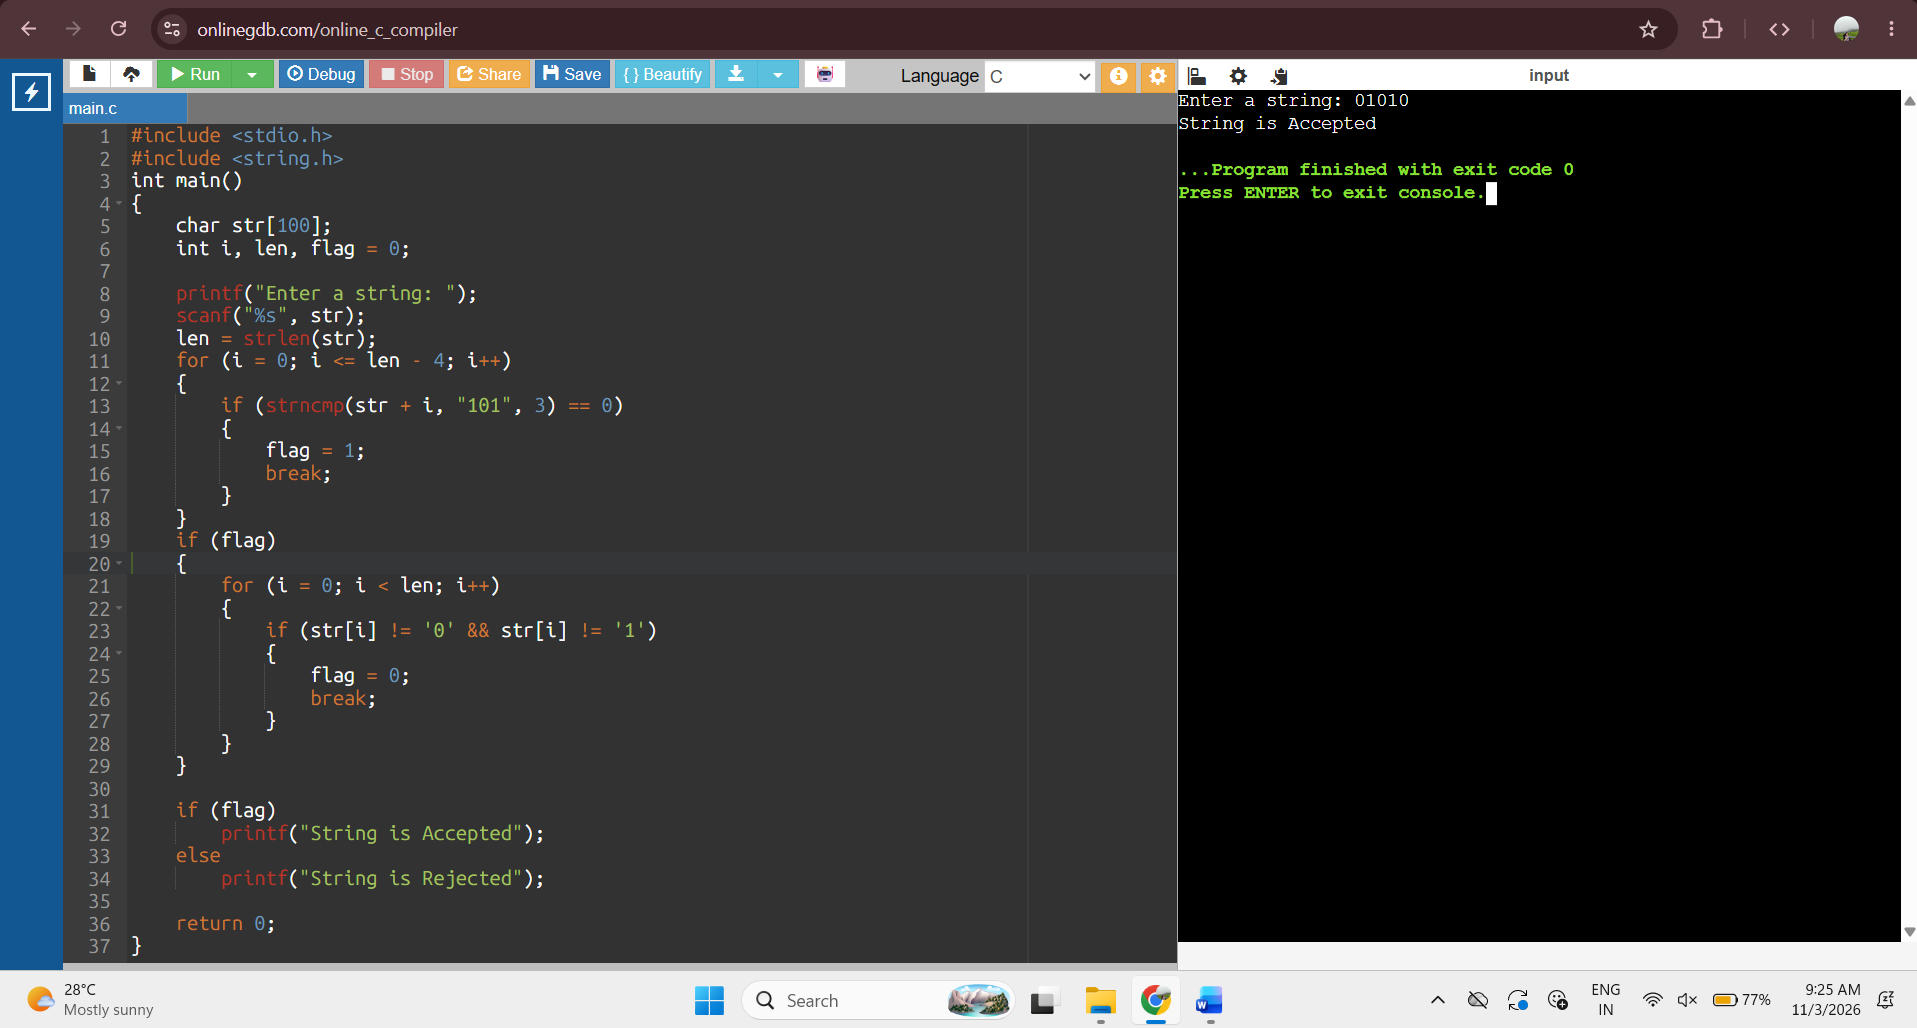 onlinegdb.com/online_c_compiler
Run
Debug
Stop
Share
Save
{ } Beautify
Language C
input
main.c
1 #include <stdio.h>
2 #include <string.h>
3 int main()
4 {
5 char str[100];
6 int i, len, flag = 0;
7
8 printf("Enter a string: ");
9 scanf("%s", str);
10 len = strlen(str);
11 for (i = 0; i <= len - 4; i++)
12 {
13 if (strncmp(str + i, "101", 3) == 0)
14 {
15 flag = 1;
16 break;
17 }
18 }
19 if (flag)
20 {
21 for (i = 0; i < len; i++)
22 {
23 if (str[i] != '0' && str[i] != '1')
24 {
25 flag = 0;
26 break;
27 }
28 }
29 }
30
31 if (flag)
32 printf("String is Accepted");
33 else
34 printf("String is Rejected");
35
36 return 0;
37 }
Enter a string: 01010
String is Accepted
...Program finished with exit code 0
Press ENTER to exit console.
28°C
Mostly sunny
Search
ENG
IN
77%
9:25 AM
11/3/2026